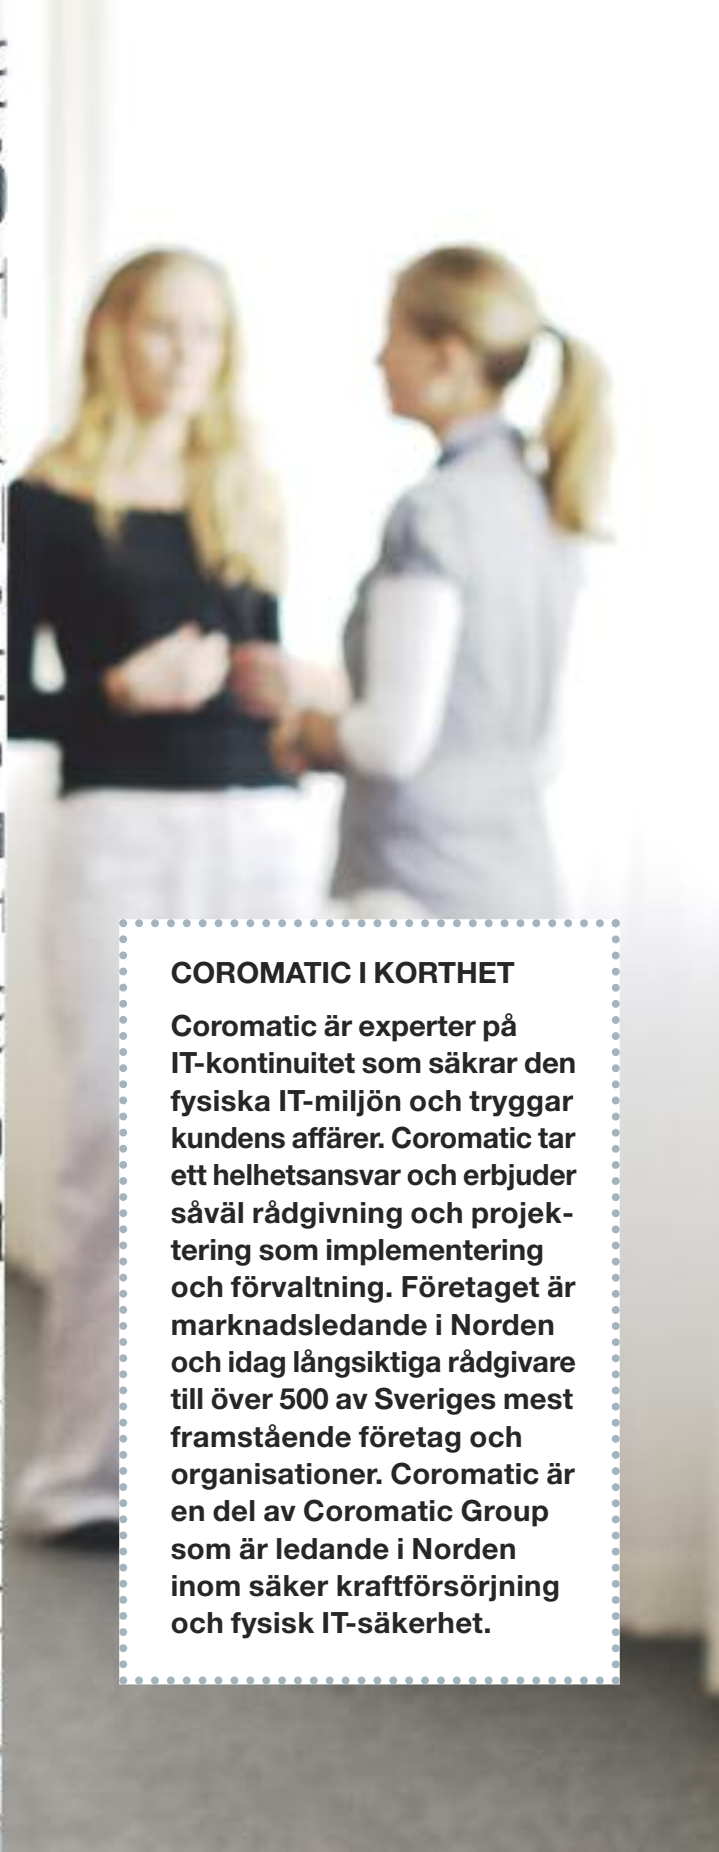 COROMATIC I KORTHET
Coromatic är experter på
IT-kontinuitet som säkrar den
fysiska IT-miljön och tryggar
kundens affärer. Coromatic tar
ett helhetsansvar och erbjuder
såväl rådgivning och projek-
tering som implementering
och förvaltning. Företaget är
marknadsledande i Norden
och idag långsiktiga rådgivare
till över 500 av Sveriges mest
framstående företag och
organisationer. Coromatic är
en del av Coromatic Group
som är ledande i Norden
inom säker kraftförsörjning
och fysisk IT-säkerhet.